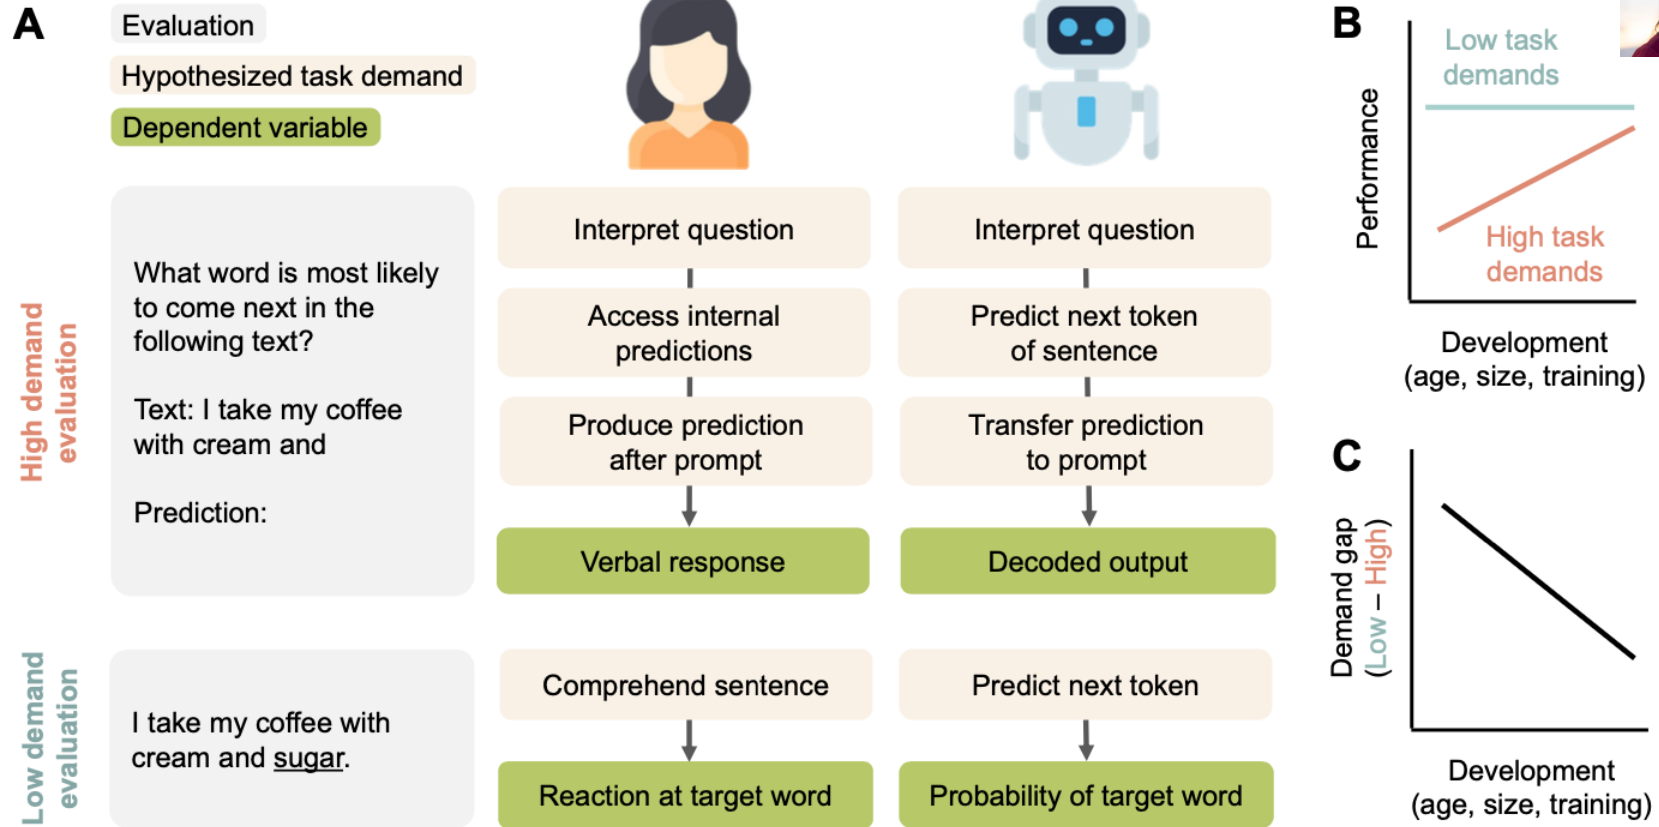 A
Evaluation
Hypothesized task demand
Dependent variable
High demand
evaluation
What word is most likely
to come next in the
following text?
Text: I take my coffee
with cream and
Prediction:
Interpret question
Access internal
predictions
Produce prediction
after prompt
Verbal response
Interpret question
Predict next token
of sentence
Transfer prediction
to prompt
Decoded output
Low demand
evaluation
I take my coffee with
cream and sugar.
Comprehend sentence
Reaction at target word
Predict next token
Probability of target word
B
Performance
Low task
demands
High task
demands
Development
(age, size, training)
C
Demand gap
(Low – High)
Development
(age, size, training)